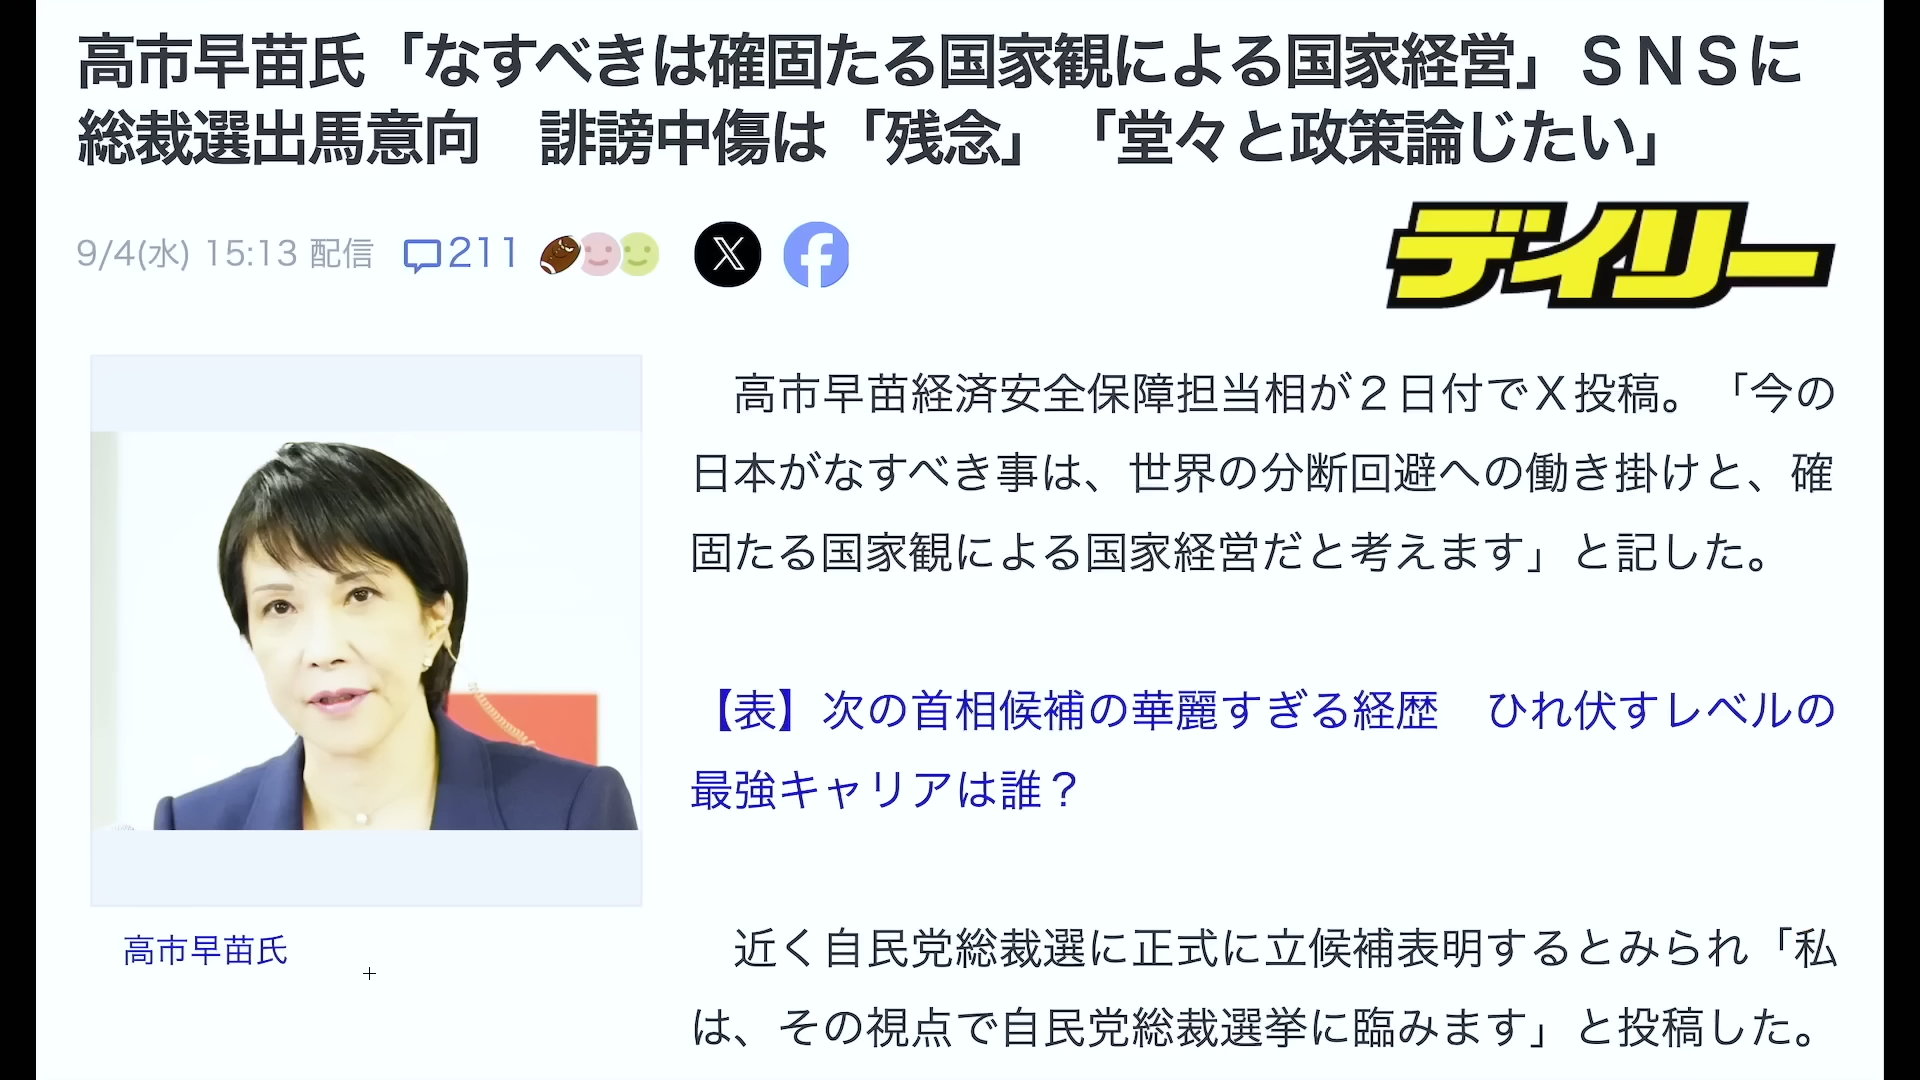 高市早苗氏「なすべきは確固たる国家観による国家経営」ＳＮＳに
総裁選出馬意向　誹謗中傷は「残念」「堂々と政策論じたい」
9/4(水) 15:13 配信 211
デイリー
高市早苗経済安全保障担当相が２日付でＸ投稿。「今の
日本がなすべき事は、世界の分断回避への働き掛けと、確
固たる国家観による国家経営だと考えます」と記した。
【表】次の首相候補の華麗すぎる経歴　ひれ伏すレベルの
最強キャリアは誰？
近く自民党総裁選に正式に立候補表明するとみられ「私
は、その視点で自民党総裁選挙に臨みます」と投稿した。
高市早苗氏